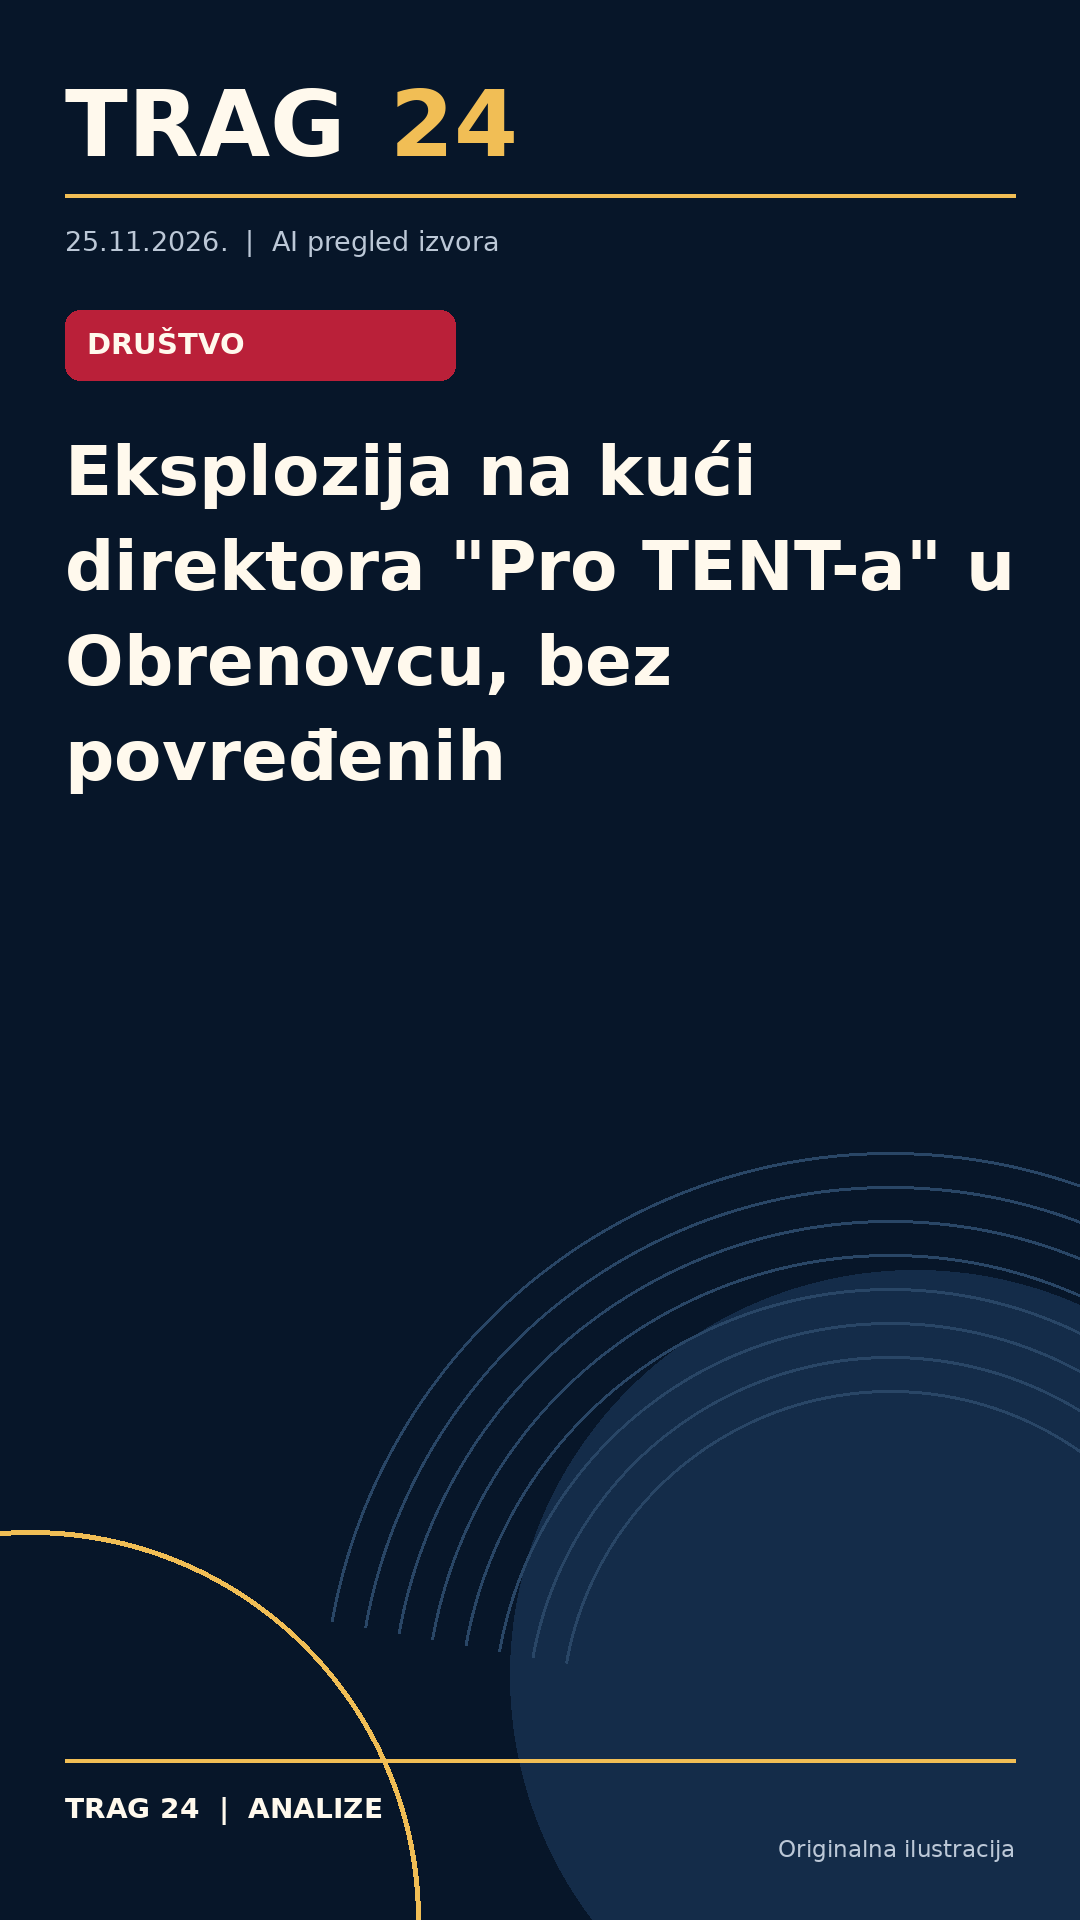 TRAG 24
25.11.2026. | AI pregled izvora
DRUŠTVO
Eksplozija na kući
direktora "Pro TENT-a" u
Obrenovcu, bez
povređenih
TRAG 24 | ANALIZE
Originalna ilustracija